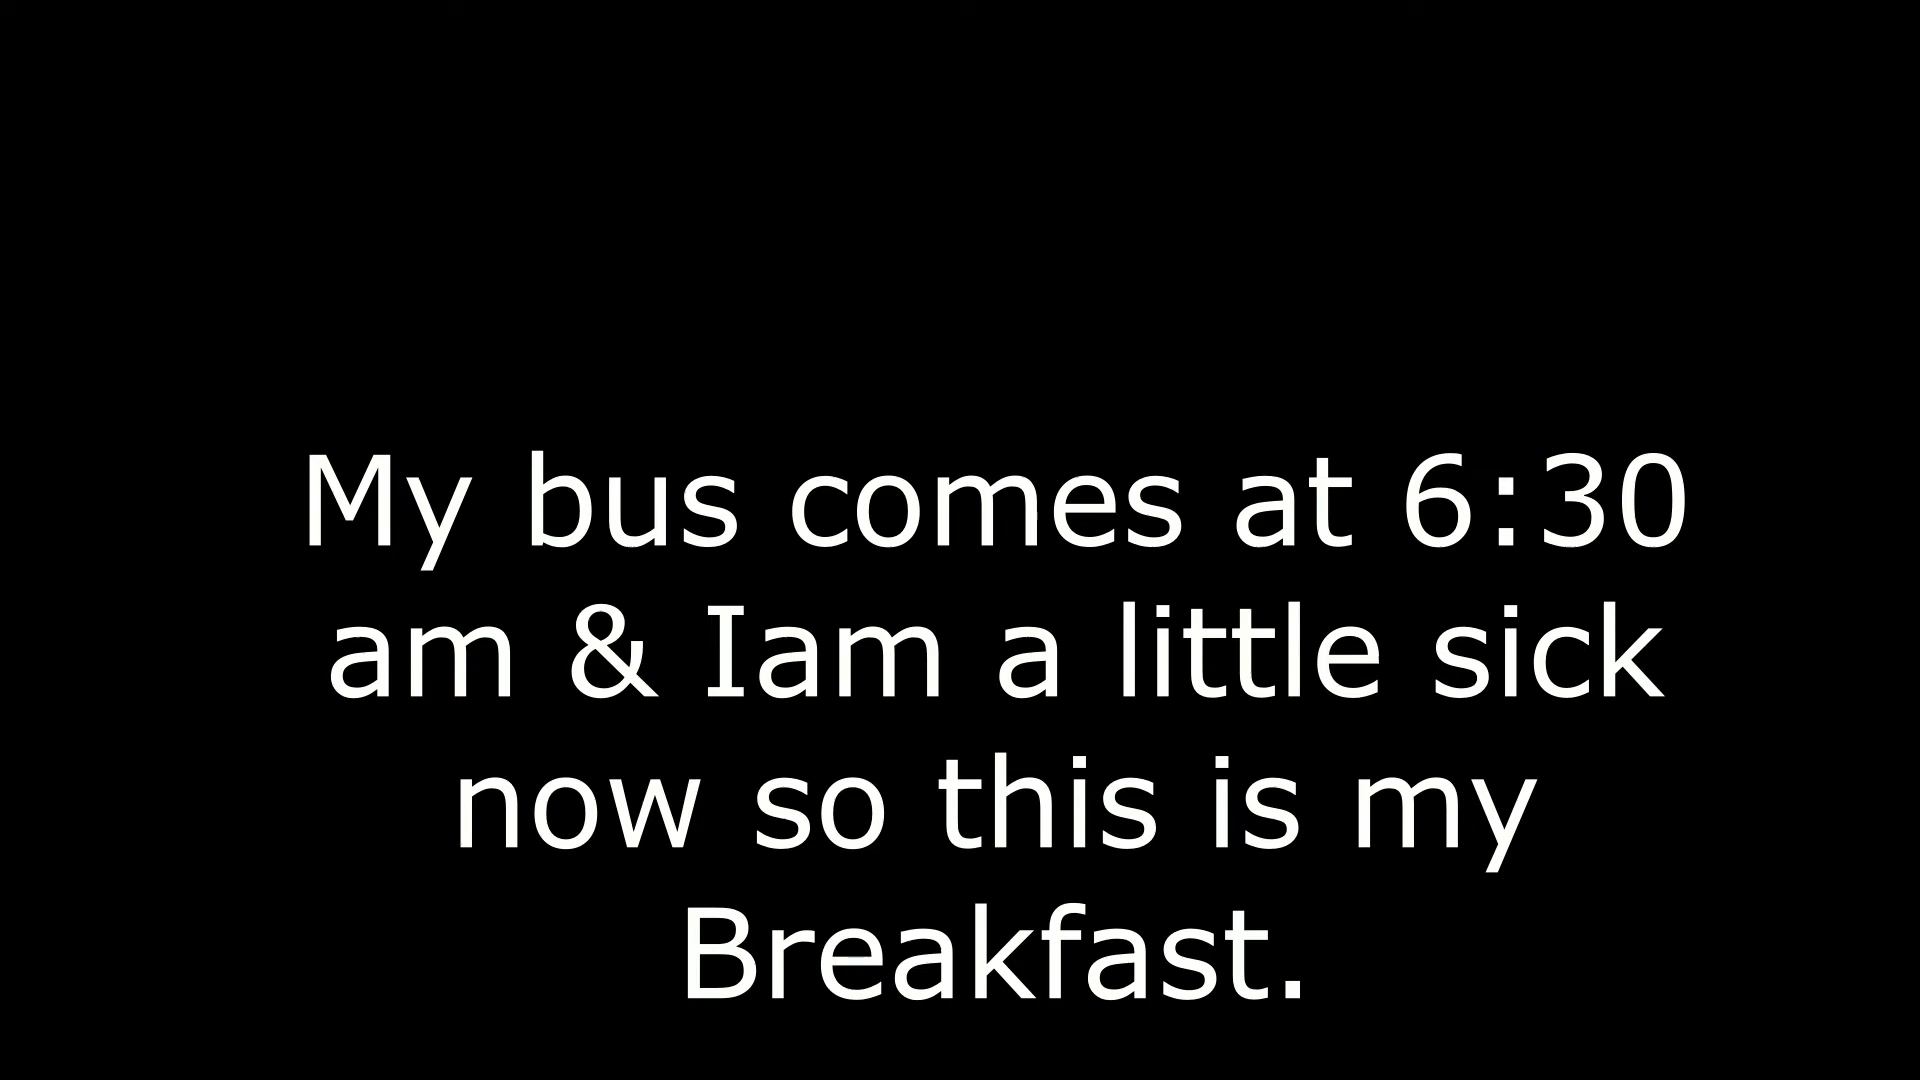 My bus comes at 6:30
am & Iam a little sick
now so this is my
Breakfast.